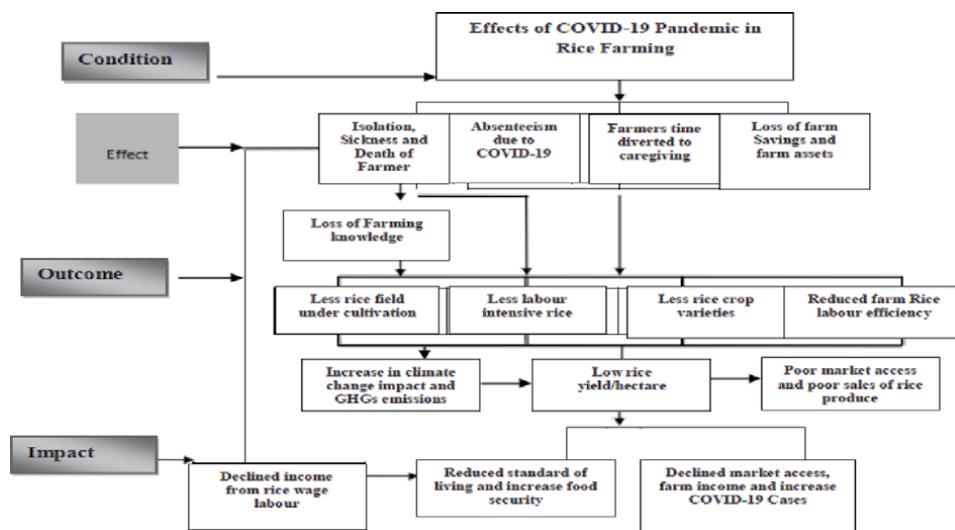 Effects of COVID-19 Pandemic in
Rice Farming
Condition
Effect
Isolation,
Sickness and
Death of
Farmer
Absenteeism
due to
COVID-19
Farmers time
diverted to
caregiving
Loss of farm
Savings and
farm assets
Loss of Farming
knowledge
Outcome
Less rice field
under cultivation
Less labour
intensive rice
Less rice crop
varieties
Reduced farm Rice
labour efficiency
Increase in climate
change impact and
GHGs emissions
Low rice
yield/hectare
Poor market access
and poor sales of rice
produce
Impact
Declined income
from rice wage
labour
Reduced standard of
living and increase food
security
Declined market access,
farm income and increase
COVID-19 Cases